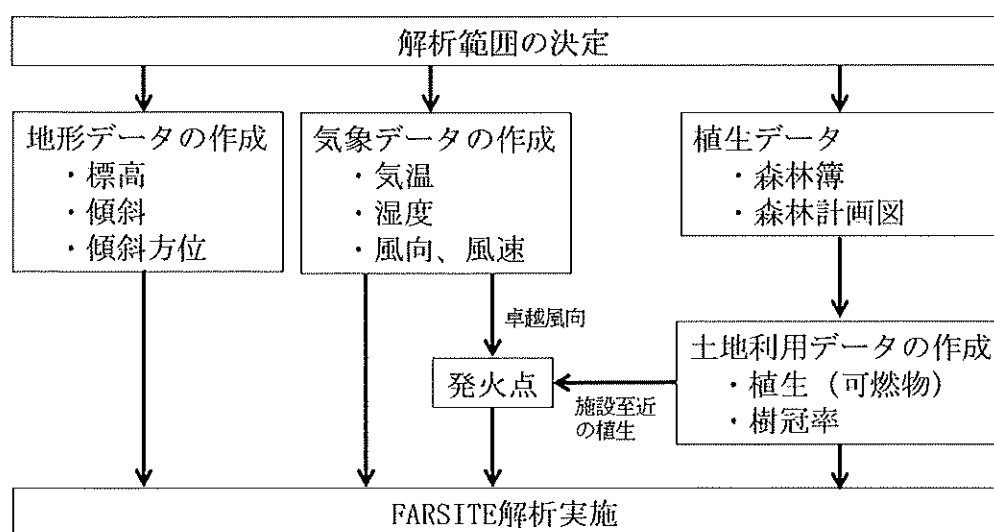 解析範囲の決定
地形データの作成
・標高
・傾斜
・傾斜方位
気象データの作成
・気温
・湿度
・風向、風速
植生データ
・森林簿
・森林計画図
卓越風向
発火点
施設至近
の植生
土地利用データの作成
・植生(可燃物)
・樹冠率
FARSITE解析実施